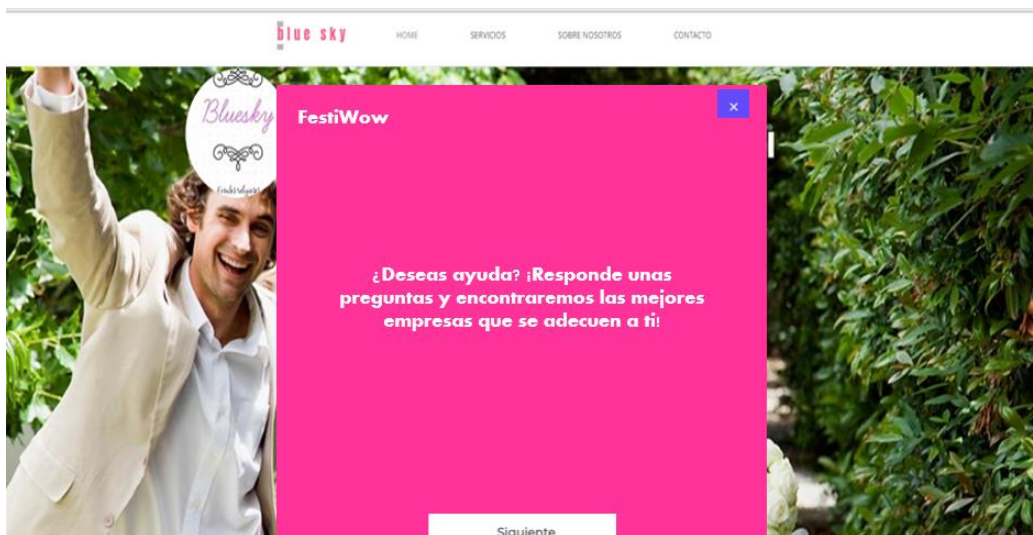 blue sky
HOME
SERVICIOS
SOBRE NOSOTROS
CONTACTO
Bluesky
FestiWow
×
¿Deseas ayuda? ¡Responde unas
preguntas y encontraremos las mejores
empresas que se adecuen a ti!
Siguiente